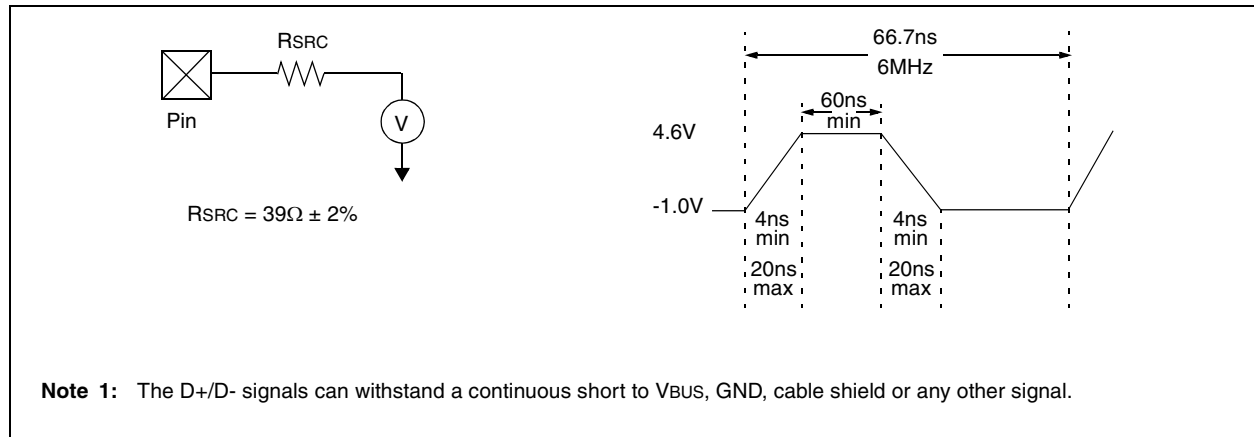 RSRC
Pin
V
RSRC = 39Ω ± 2%
66.7ns
6MHz
60ns
min
4.6V
-1.0V
4ns
min
4ns
min
20ns
max
20ns
max
Note 1: The D+/D- signals can withstand a continuous short to VBUS, GND, cable shield or any other signal.